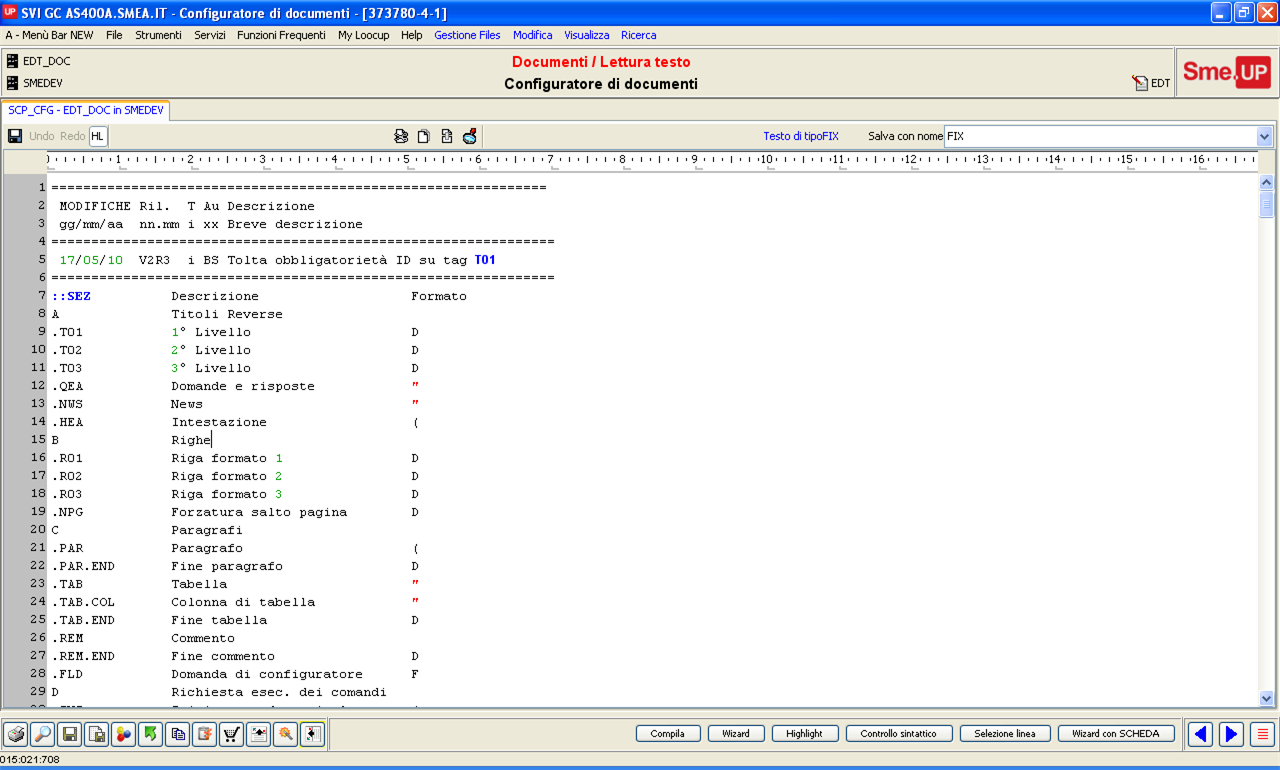 SVI GC AS400A.SMEA.IT - Configuratore di documenti - [373780-4-1]
A - Menù Bar NEW File Strumenti Servizi Funzioni Frequenti My Loocup Help Gestione Files Modifica Visualizza Ricerca
EDT_DOC
SMEDEV
Documenti / Lettura testo
Configuratore di documenti
EDT
Sme.UP
SCP_CFG - EDT_DOC in SMEDEV
Undo Redo HL Testo di tipoFIX Salva con nome FIX
1 2 3 4 5 6 7 8 9 10 11 12 13 14 15 16
1 ==============================================================
2 MODIFICHE Ril. T Au Descrizione
3 gg/mm/aa nn.mm i xx Breve descrizione
4 ===============================================================
5 17/05/10 V2R3 i BS Tolta obbligatorietà ID su tag T01
6 ===============================================================
7 ::SEZ Descrizione Formato
8 A Titoli Reverse
9 .T01 1° Livello D
10 .T02 2° Livello D
11 .T03 3° Livello D
12 .QEA Domande e risposte "
13 .NWS News "
14 .HEA Intestazione (
15 B Righe
16 .R01 Riga formato 1 D
17 .R02 Riga formato 2 D
18 .R03 Riga formato 3 D
19 .NPG Forzatura salto pagina D
20 C Paragrafi
21 .PAR Paragrafo (
22 .PAR.END Fine paragrafo D
23 .TAB Tabella "
24 .TAB.COL Colonna di tabella "
25 .TAB.END Fine tabella D
26 .REM Commento
27 .REM.END Fine commento D
28 .FLD Domanda di configuratore F
29 D Richiesta esec. dei comandi
Compila Wizard Highlight Controllo sintattico Selezione linea Wizard con SCHEDA
015:021:708